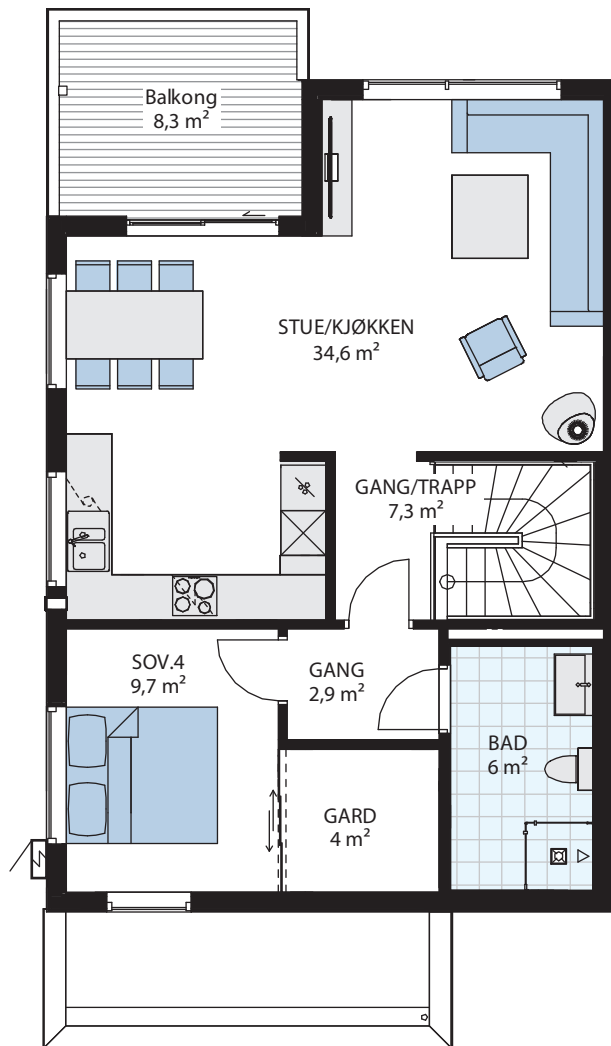 Balkong
8,3 m²
STUE/KJØKKEN
34,6 m²
GANG/TRAPP
7,3 m²
SOV.4
9,7 m²
GANG
2,9 m²
BAD
6 m²
GARD
4 m²